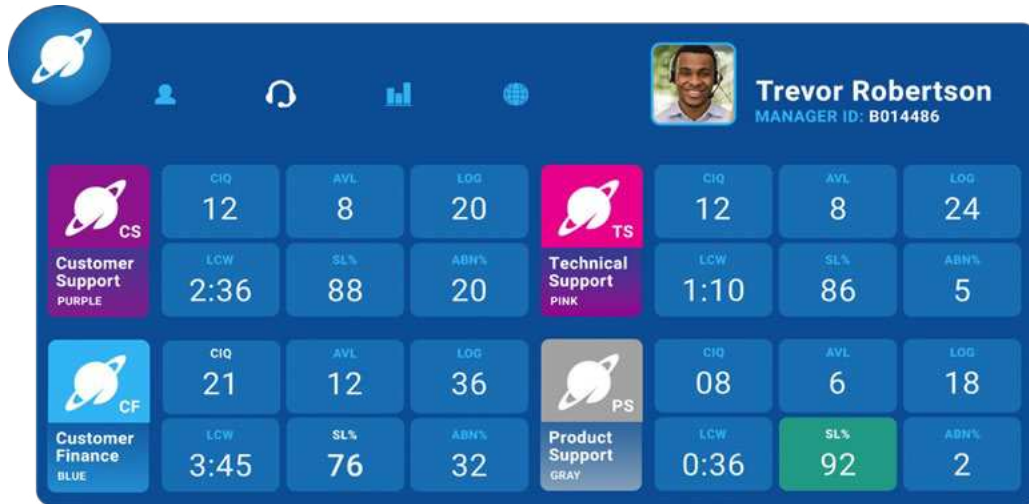 Trevor Robertson
MANAGER ID: B014486
CS
Customer
Support
PURPLE
CIQ
12
AVL
8
LOG
20
LCW
2:36
SL%
88
ABN%
20
TS
Technical
Support
PINK
CIQ
12
AVL
8
LOG
24
LCW
1:10
SL%
86
ABN%
5
CF
Customer
Finance
BLUE
CIQ
21
AVL
12
LOG
36
LCW
3:45
SL%
76
ABN%
32
PS
Product
Support
GRAY
CIQ
08
AVL
6
LOG
18
LCW
0:36
SL%
92
ABN%
2